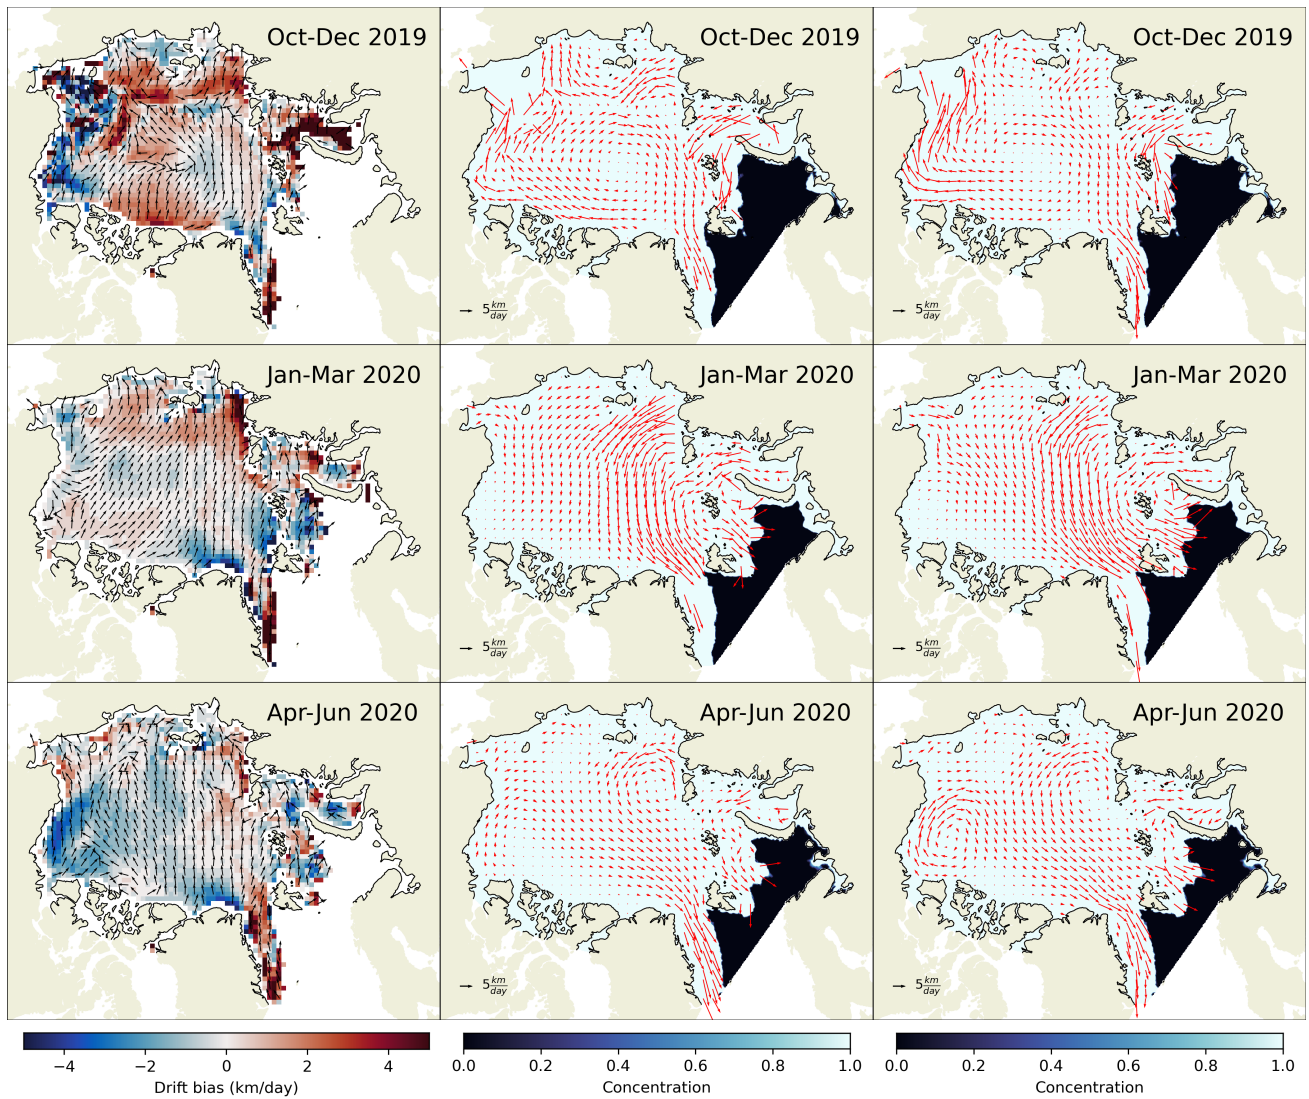 Oct-Dec 2019
Oct-Dec 2019
Oct-Dec 2019
5 km/day
5 km/day
Jan-Mar 2020
Jan-Mar 2020
Jan-Mar 2020
5 km/day
5 km/day
Apr-Jun 2020
Apr-Jun 2020
Apr-Jun 2020
5 km/day
5 km/day
−4 −2 0 2 4
0.0 0.2 0.4 0.6 0.8 1.0
0.0 0.2 0.4 0.6 0.8 1.0
Drift bias (km/day)
Concentration
Concentration